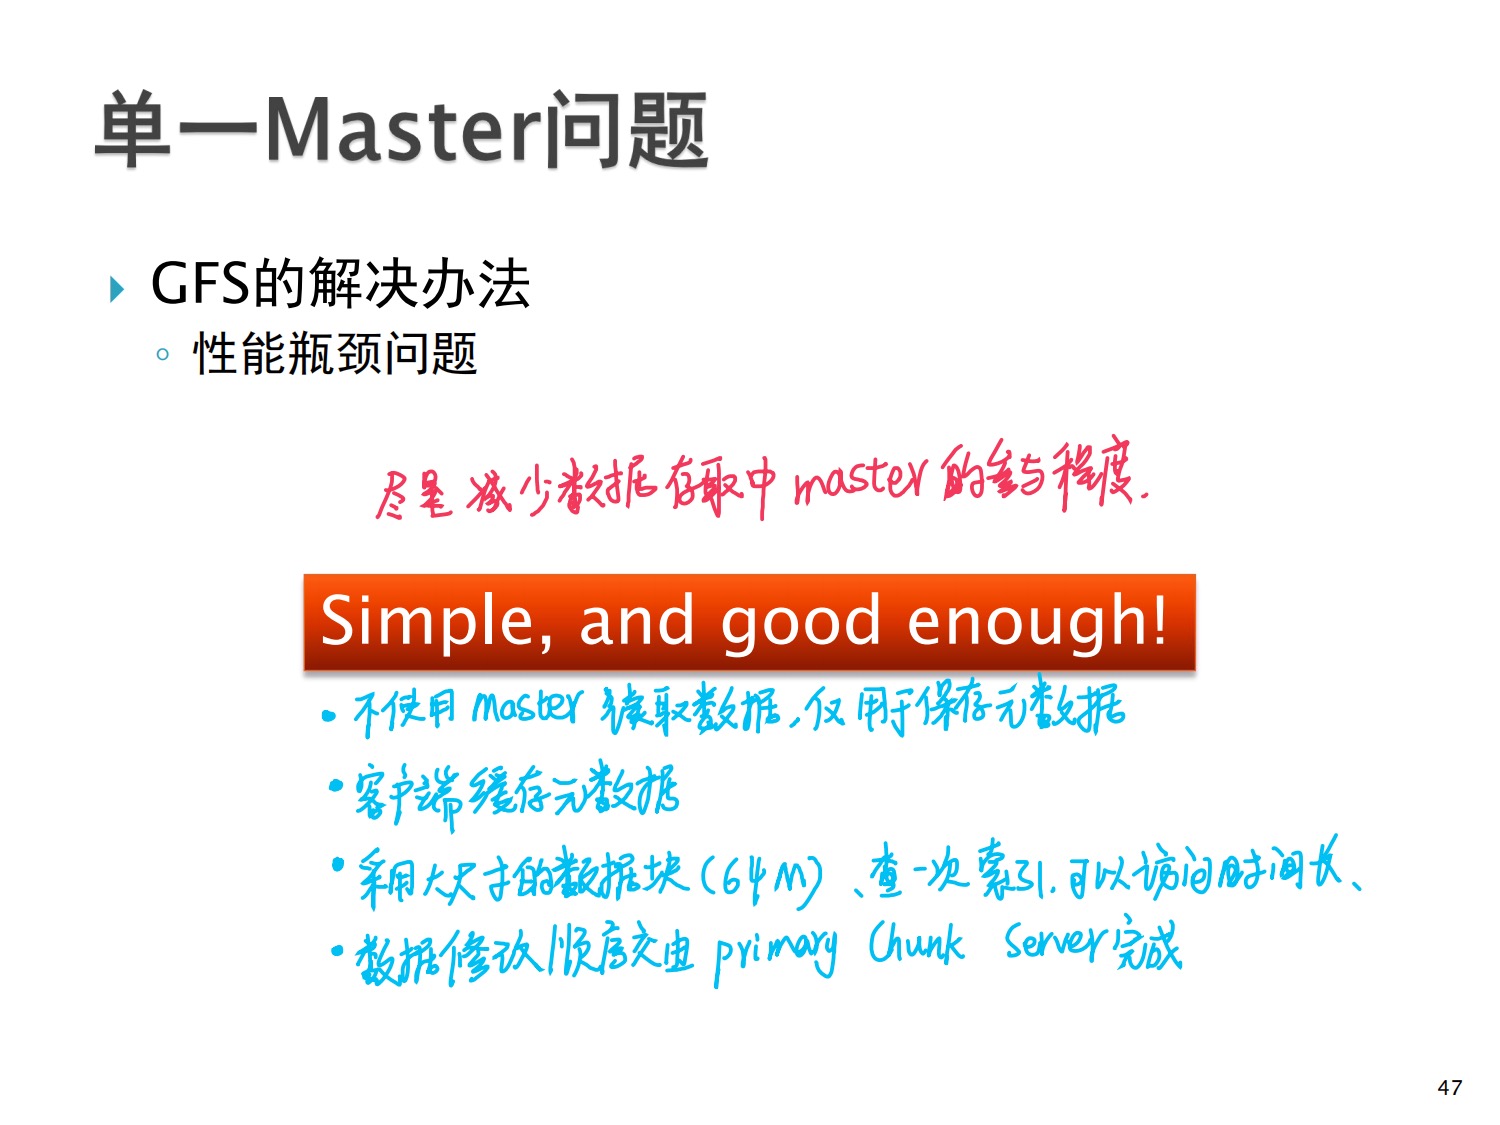 单一Master问题
GFS的解决办法
性能瓶颈问题
尽量减少数据存取中master的参与程度.
Simple, and good enough!
• 不使用master读取数据,仅用于保存元数据
• 客户端缓存元数据
• 采用大尺寸的数据块(64M)、查一次索引.可以访问时间长、
• 数据修改顺序交由primary Chunk Server完成
47